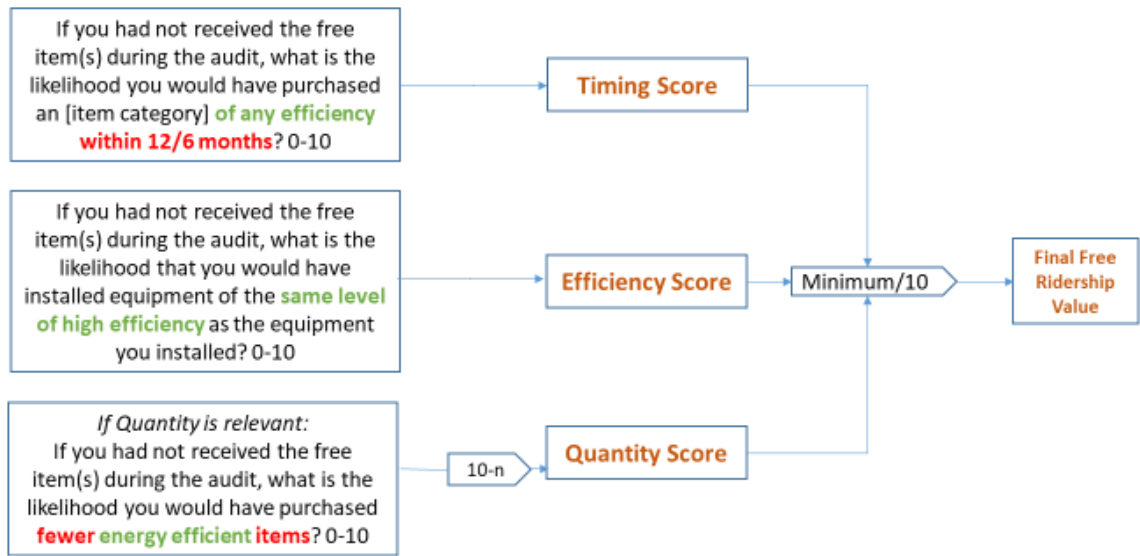 If you had not received the free
item(s) during the audit, what is the
likelihood you would have purchased
an [item category] of any efficiency
within 12/6 months? 0-10
Timing Score
If you had not received the free
item(s) during the audit, what is the
likelihood that you would have
installed equipment of the same level
of high efficiency as the equipment
you installed? 0-10
Efficiency Score
Minimum/10
Final Free
Ridership
Value
If Quantity is relevant:
If you had not received the free
item(s) during the audit, what is the
likelihood you would have purchased
fewer energy efficient items? 0-10
10-n
Quantity Score